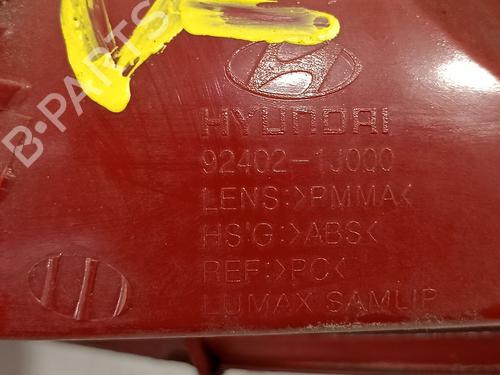 B-PARTS
HYUNDAI
92402-1J000
LENS:>PMMA<
HS'G:>ABS<
REF:>PC<
LUMAX SAMLIP